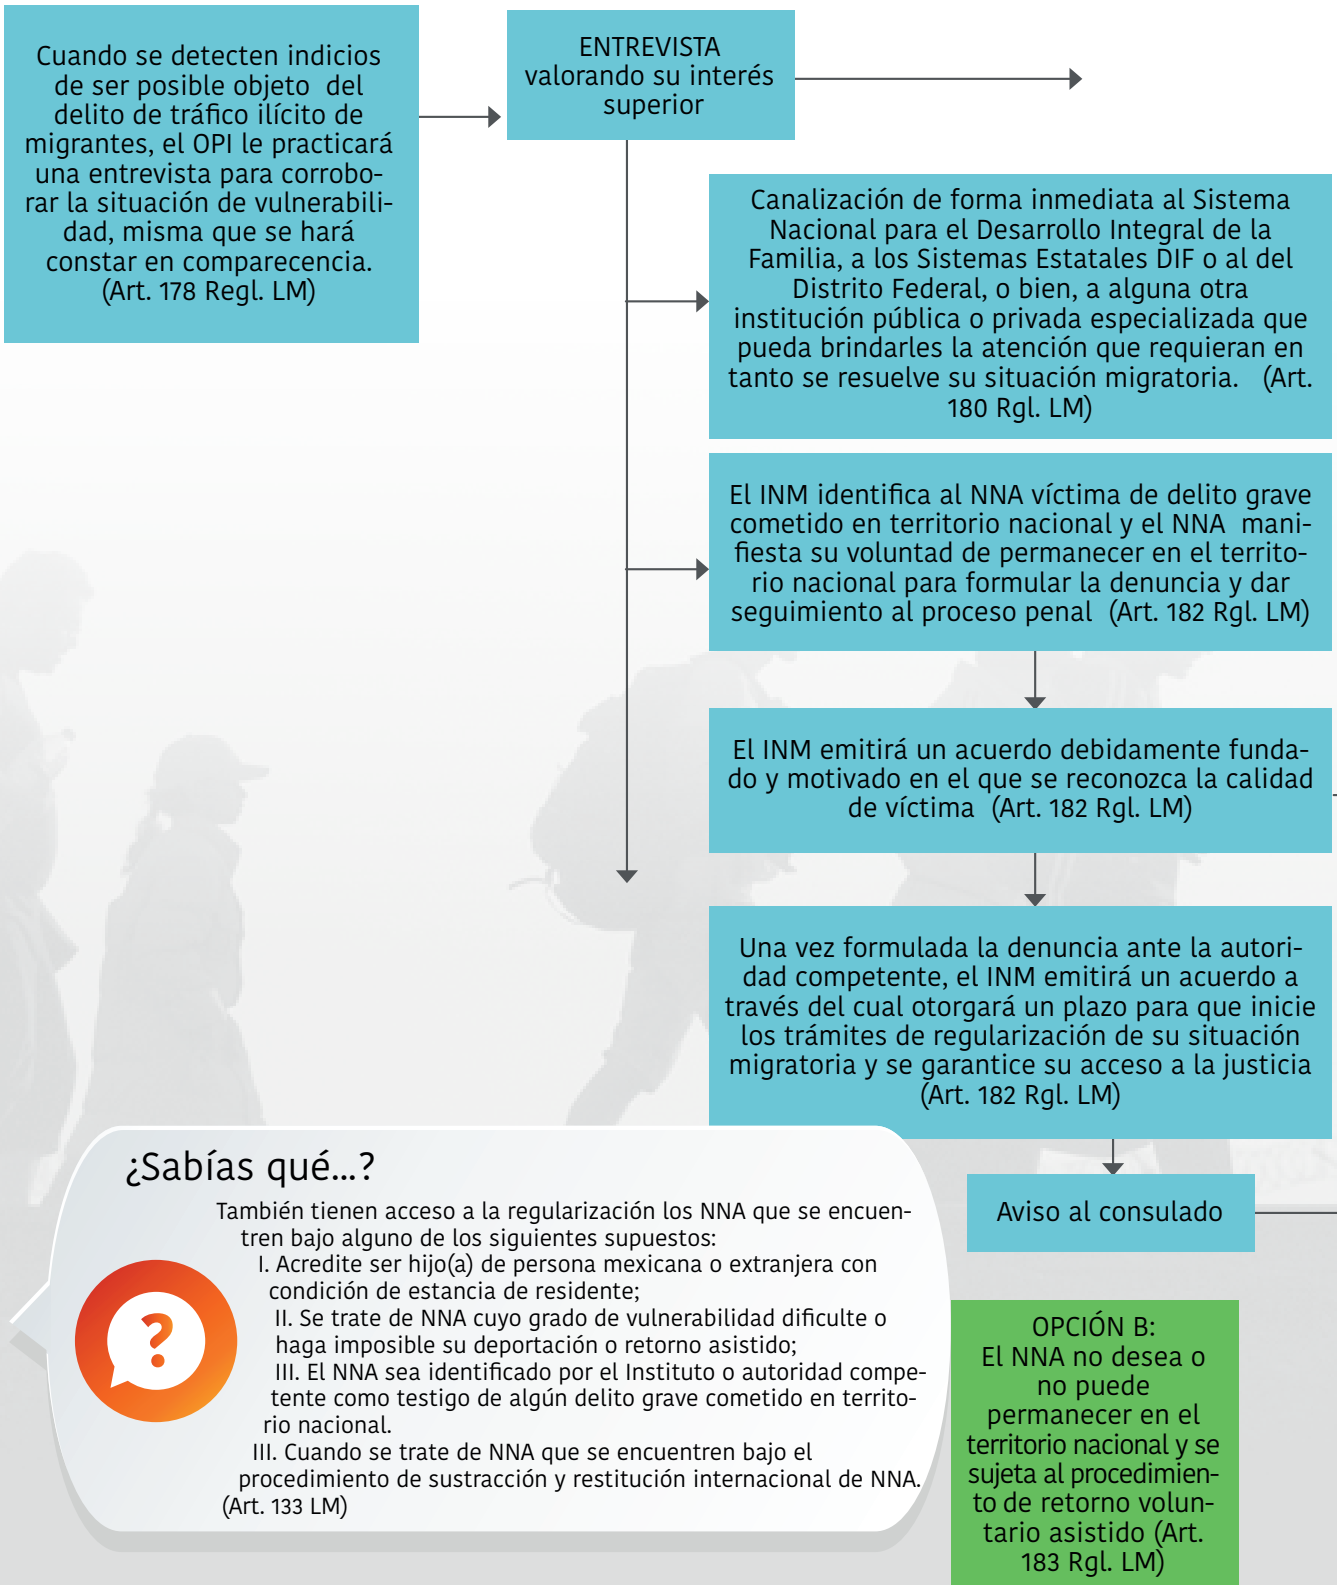 Cuando se detecten indicios
de ser posible objeto del
delito de tráfico ilícito de
migrantes, el OPI le practicará
una entrevista para corrobo-
rar la situación de vulnerabili-
dad, misma que se hará
constar en comparecencia.
(Art. 178 Regl. LM)
ENTREVISTA
valorando su interés
superior
Canalización de forma inmediata al Sistema
Nacional para el Desarrollo Integral de la
Familia, a los Sistemas Estatales DIF o al del
Distrito Federal, o bien, a alguna otra
institución pública o privada especializada que
pueda brindarles la atención que requieran en
tanto se resuelve su situación migratoria. (Art.
180 Rgl. LM)
El INM identifica al NNA víctima de delito grave
cometido en territorio nacional y el NNA mani-
fiesta su voluntad de permanecer en el territo-
rio nacional para formular la denuncia y dar
seguimiento al proceso penal (Art. 182 Rgl. LM)
El INM emitirá un acuerdo debidamente funda-
do y motivado en el que se reconozca la calidad
de víctima (Art. 182 Rgl. LM)
Una vez formulada la denuncia ante la autori-
dad competente, el INM emitirá un acuerdo a
través del cual otorgará un plazo para que inicie
los trámites de regularización de su situación
migratoria y se garantice su acceso a la justicia
(Art. 182 Rgl. LM)
Aviso al consulado
OPCIÓN B:
El NNA no desea o
no puede
permanecer en el
territorio nacional y se
sujeta al procedimien-
to de retorno volun-
tario asistido (Art.
183 Rgl. LM)
¿Sabías qué...?
También tienen acceso a la regularización los NNA que se encuen-
tren bajo alguno de los siguientes supuestos:
I. Acredite ser hijo(a) de persona mexicana o extranjera con
condición de estancia de residente;
II. Se trate de NNA cuyo grado de vulnerabilidad dificulte o
haga imposible su deportación o retorno asistido;
III. El NNA sea identificado por el Instituto o autoridad compe-
tente como testigo de algún delito grave cometido en territo-
rio nacional.
III. Cuando se trate de NNA que se encuentren bajo el
procedimiento de sustracción y restitución internacional de NNA.
(Art. 133 LM)
?